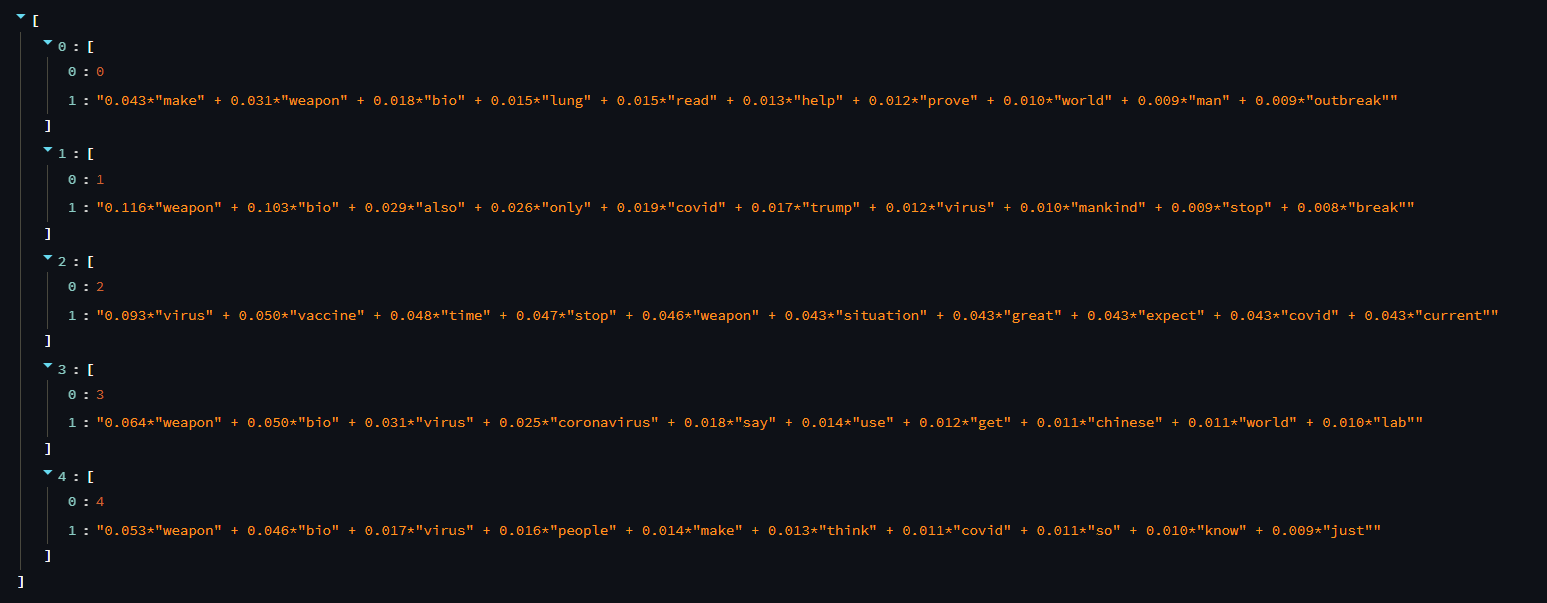 [
0 : [
0 : 0
1 : "0.043*"make" + 0.031*"weapon" + 0.018*"bio" + 0.015*"lung" + 0.015*"read" + 0.013*"help" + 0.012*"prove" + 0.010*"world" + 0.009*"man" + 0.009*"outbreak""
]
1 : [
0 : 1
1 : "0.116*"weapon" + 0.103*"bio" + 0.029*"also" + 0.026*"only" + 0.019*"covid" + 0.017*"trump" + 0.012*"virus" + 0.010*"mankind" + 0.009*"stop" + 0.008*"break""
]
2 : [
0 : 2
1 : "0.093*"virus" + 0.050*"vaccine" + 0.048*"time" + 0.047*"stop" + 0.046*"weapon" + 0.043*"situation" + 0.043*"great" + 0.043*"expect" + 0.043*"covid" + 0.043*"current""
]
3 : [
0 : 3
1 : "0.064*"weapon" + 0.050*"bio" + 0.031*"virus" + 0.025*"coronavirus" + 0.018*"say" + 0.014*"use" + 0.012*"get" + 0.011*"chinese" + 0.011*"world" + 0.010*"lab""
]
4 : [
0 : 4
1 : "0.053*"weapon" + 0.046*"bio" + 0.017*"virus" + 0.016*"people" + 0.014*"make" + 0.013*"think" + 0.011*"covid" + 0.011*"so" + 0.010*"know" + 0.009*"just""
]
]